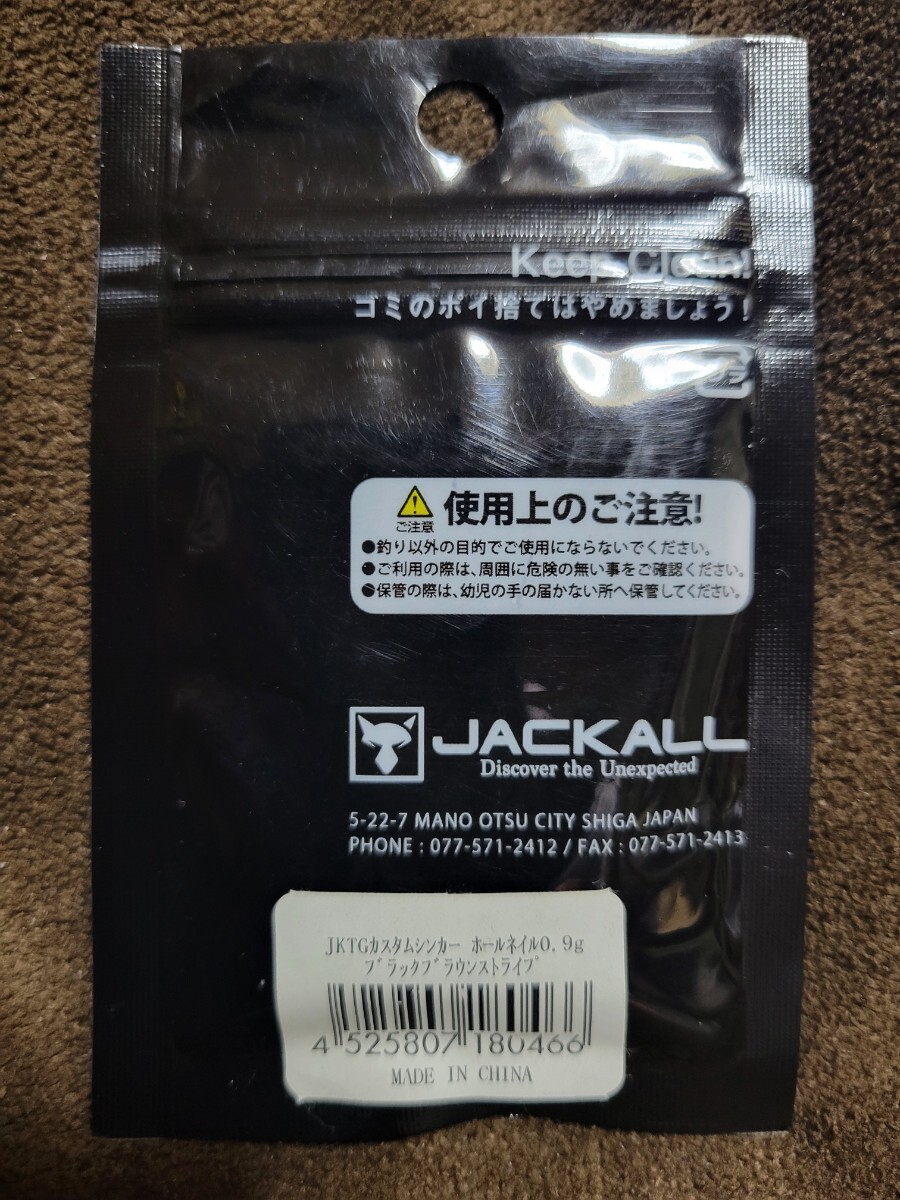 Keep Clean!
ゴミのポイ捨てはやめましょう!
プラ
ご注意
使用上のご注意!
●釣り以外の目的でご使用にならないでください。
●ご利用の際は、周囲に危険の無い事をご確認ください。
●保管の際は、幼児の手の届かない所へ保管してください。
JACKALL
Discover the Unexpected
5-22-7 MANO OTSU CITY SHIGA JAPAN
PHONE : 077-571-2412 / FAX : 077-571-2413
JKTGカスタムシンカー ホールネイル0.9g
ブラックブラウンストライプ
4 525807 180466
MADE IN CHINA